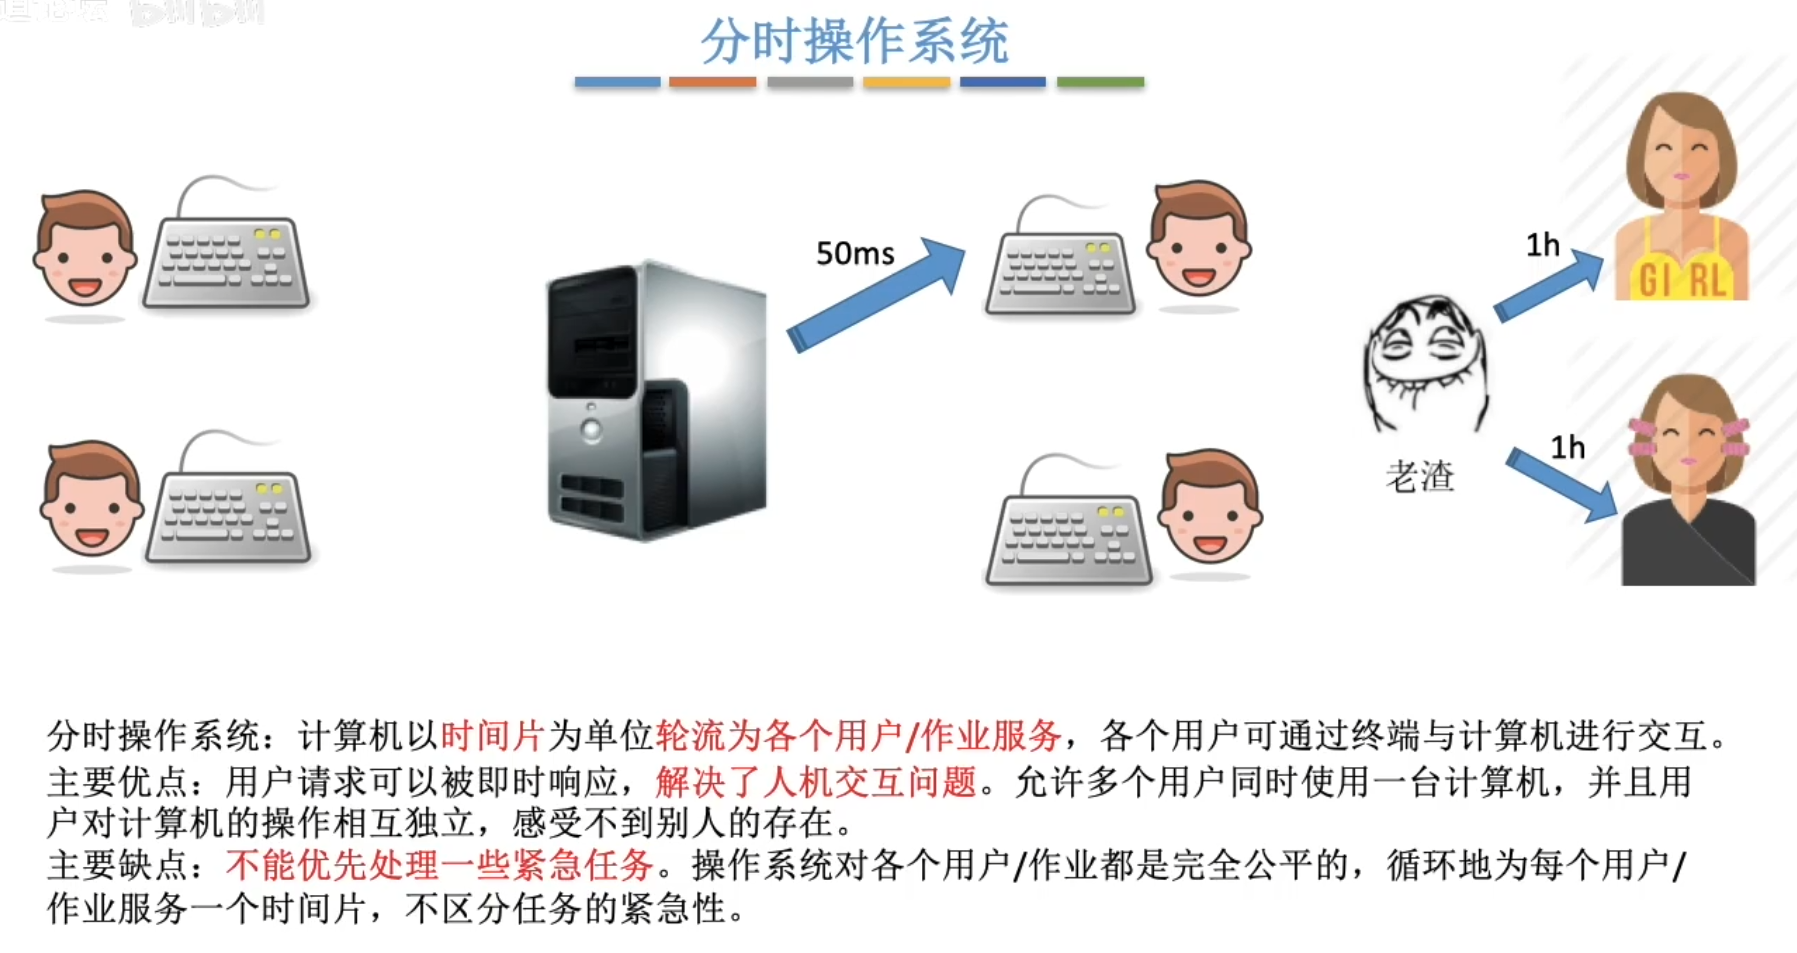 bilibili
分时操作系统
50ms
1h
GIRL
1h
老渣
分时操作系统：计算机以时间片为单位轮流为各个用户/作业服务，各个用户可通过终端与计算机进行交互。
主要优点：用户请求可以被即时响应，解决了人机交互问题。允许多个用户同时使用一台计算机，并且用
户对计算机的操作相互独立，感受不到别人的存在。
主要缺点：不能优先处理一些紧急任务。操作系统对各个用户/作业都是完全公平的，循环地为每个用户/
作业服务一个时间片，不区分任务的紧急性。